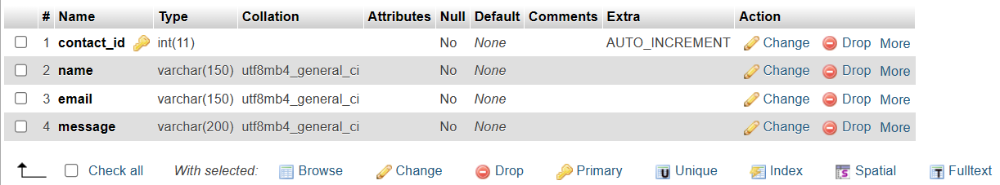 # Name Type Collation Attributes Null Default Comments Extra Action
1 contact_id int(11) No None AUTO_INCREMENT Change Drop More
2 name varchar(150) utf8mb4_general_ci No None Change Drop More
3 email varchar(150) utf8mb4_general_ci No None Change Drop More
4 message varchar(200) utf8mb4_general_ci No None Change Drop More
Check all With selected: Browse Change Drop Primary Unique Index Spatial Fulltext